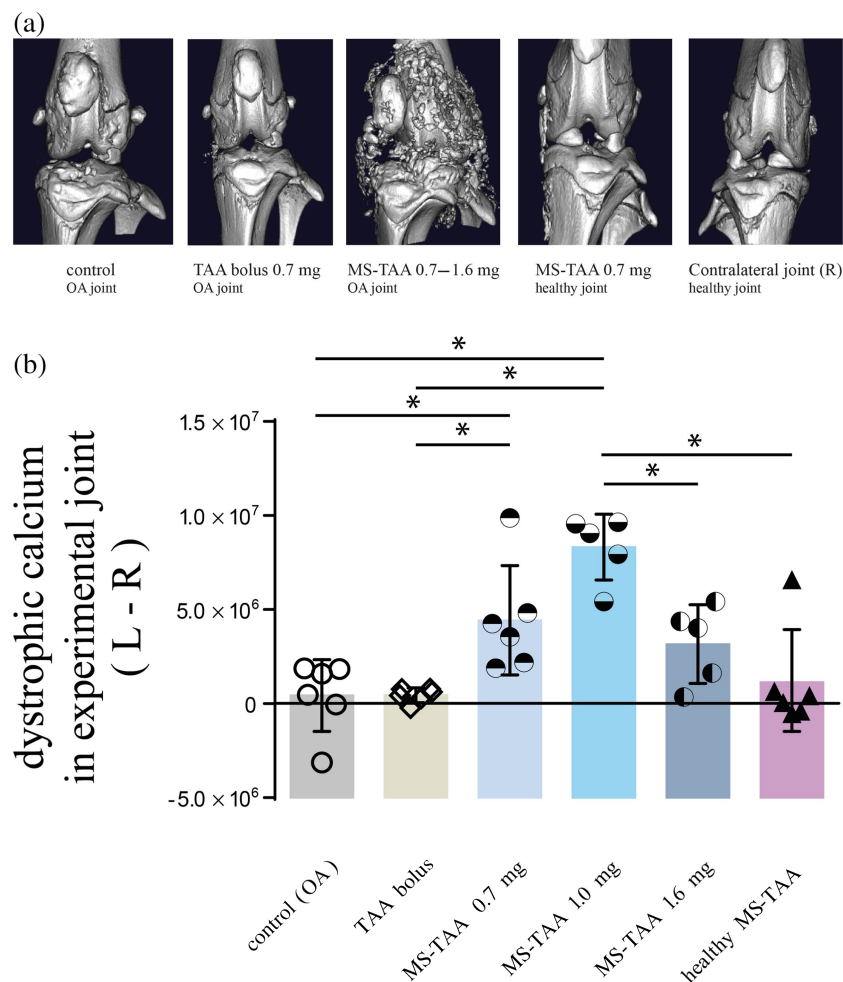 (a)
control
OA joint
TAA bolus 0.7 mg
OA joint
MS-TAA 0.7–1.6 mg
OA joint
MS-TAA 0.7 mg
healthy joint
Contralateral joint (R)
healthy joint
(b)
dystrophic calcium
in experimental joint
( L - R )
1.5 × 10⁷
1.0 × 10⁷
5.0 × 10⁶
0
-5.0 × 10⁶
*
*
*
*
*
*
control (OA)
TAA bolus
MS-TAA 0.7 mg
MS-TAA 1.0 mg
MS-TAA 1.6 mg
healthy MS-TAA